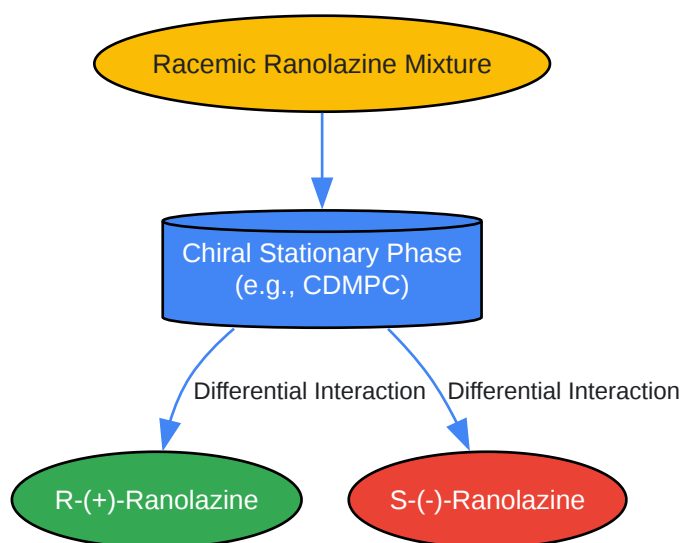 Racemic Ranolazine Mixture
Chiral Stationary Phase
(e.g., CDMPC)
Differential Interaction
Differential Interaction
R-(+)-Ranolazine
S-(-)-Ranolazine